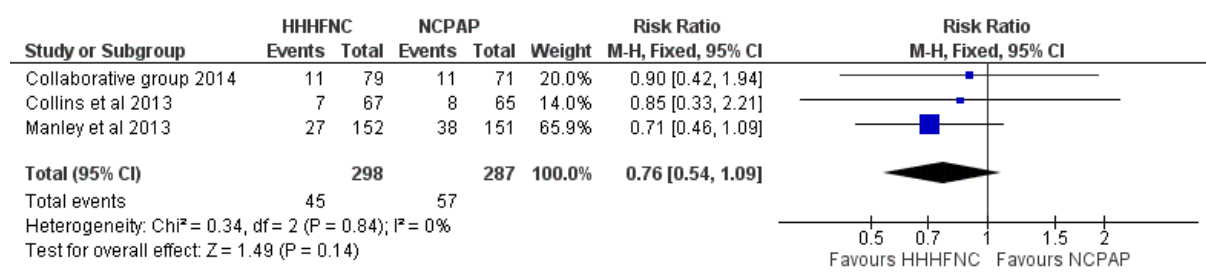 HHHFNC NCPAP Risk Ratio Risk Ratio
Study or Subgroup Events Total Events Total Weight M-H, Fixed, 95% CI M-H, Fixed, 95% CI
Collaborative group 2014 11 79 11 71 20.0% 0.90 [0.42, 1.94]
Collins et al 2013 7 67 8 65 14.0% 0.85 [0.33, 2.21]
Manley et al 2013 27 152 38 151 65.9% 0.71 [0.46, 1.09]
Total (95% CI) 298 287 100.0% 0.76 [0.54, 1.09]
Total events 45 57
Heterogeneity: Chi² = 0.34, df = 2 (P = 0.84); I² = 0%
Test for overall effect: Z = 1.49 (P = 0.14)
0.5 0.7 1 1.5 2
Favours HHHFNC Favours NCPAP